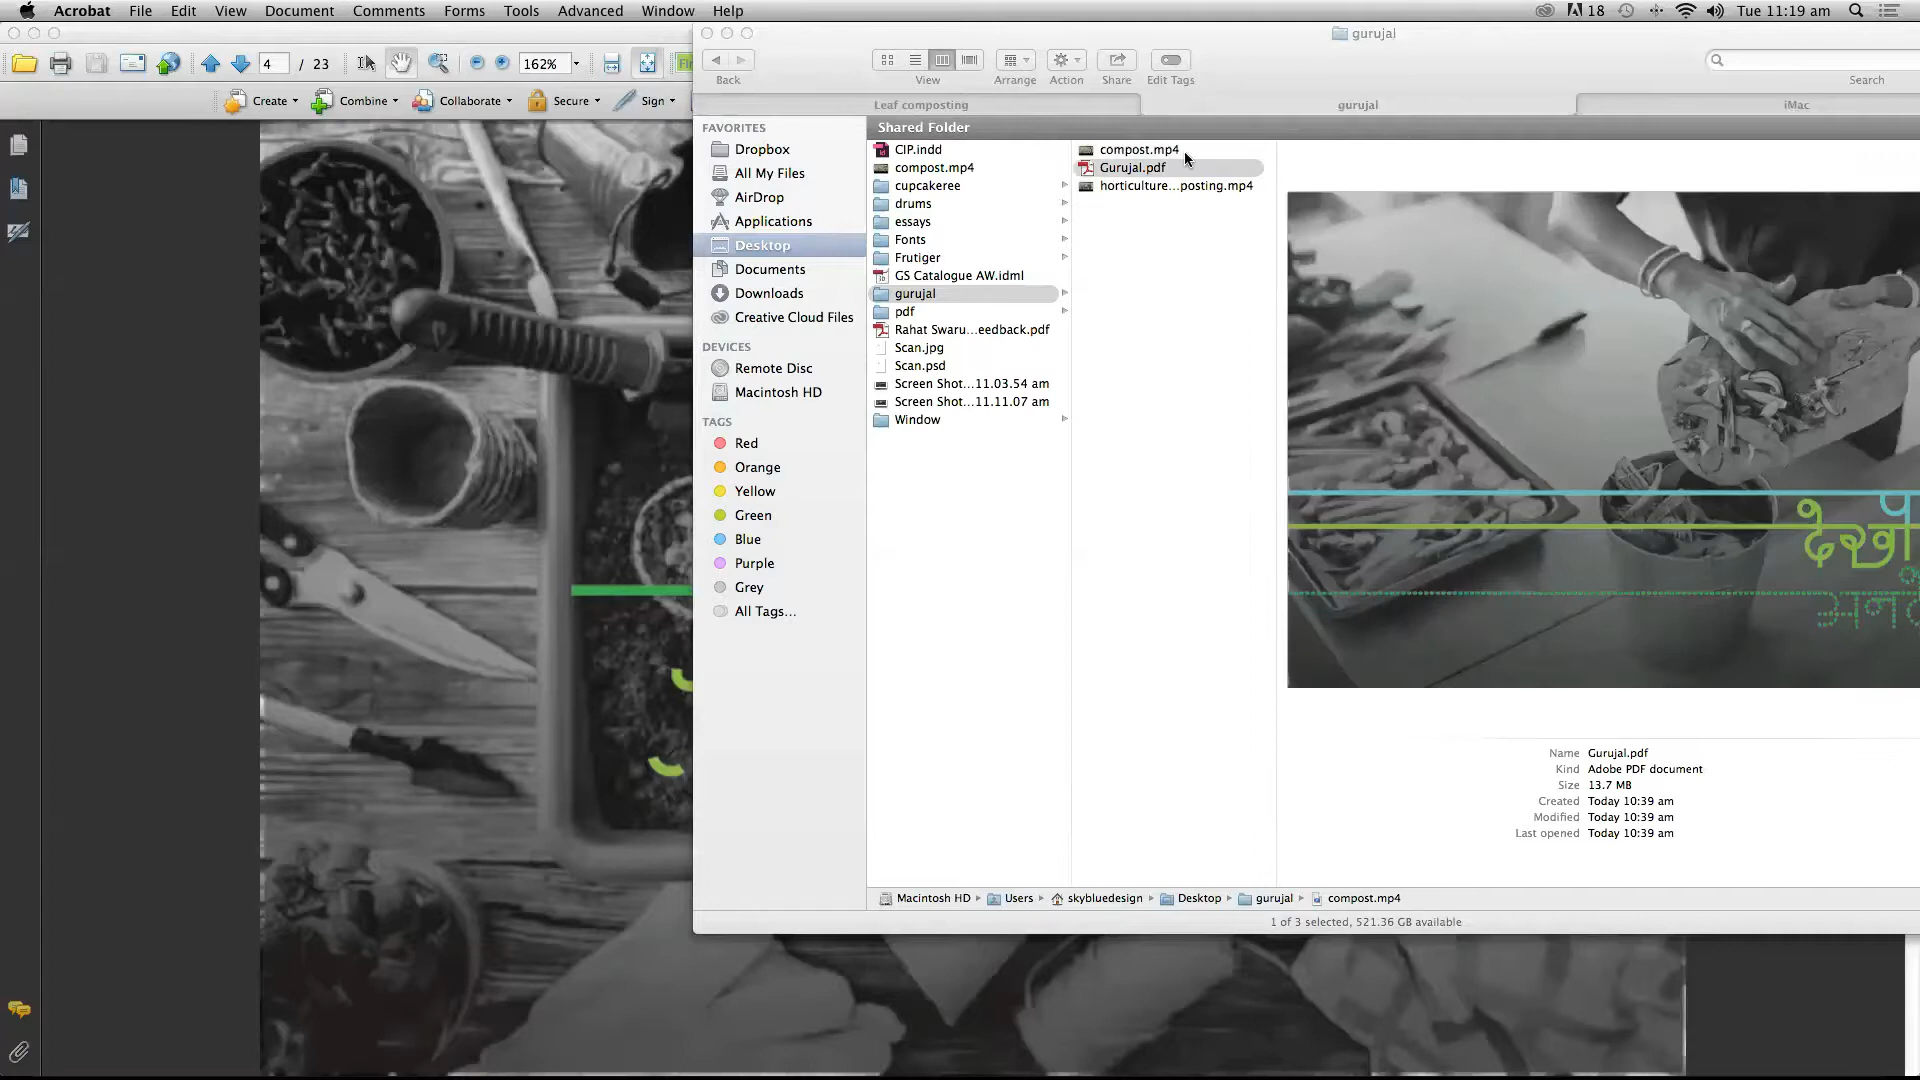 Acrobat File Edit View Document Comments Forms Tools Advanced Window Help
18 Tue 11:19 am
gurujal
4 / 23 162%
Back View Arrange Action Share Edit Tags Search
Create Combine Collaborate Secure Sign
Leaf composting gurujal iMac
FAVORITES
Dropbox
All My Files
AirDrop
Applications
Desktop
Documents
Downloads
Creative Cloud Files
DEVICES
Remote Disc
Macintosh HD
TAGS
Red
Orange
Yellow
Green
Blue
Purple
Grey
All Tags...
Shared Folder
CIP.indd
compost.mp4
cupcakeree
drums
essays
Fonts
Frutiger
GS Catalogue AW.idml
gurujal
pdf
Rahat Swaru...eedback.pdf
Scan.jpg
Scan.psd
Screen Shot...11.03.54 am
Screen Shot...11.11.07 am
Window
compost.mp4
Gurujal.pdf
horticulture...posting.mp4
देखो
Name Gurujal.pdf
Kind Adobe PDF document
Size 13.7 MB
Created Today 10:39 am
Modified Today 10:39 am
Last opened Today 10:39 am
Macintosh HD Users skybluedesign Desktop gurujal compost.mp4
1 of 3 selected, 521.36 GB available